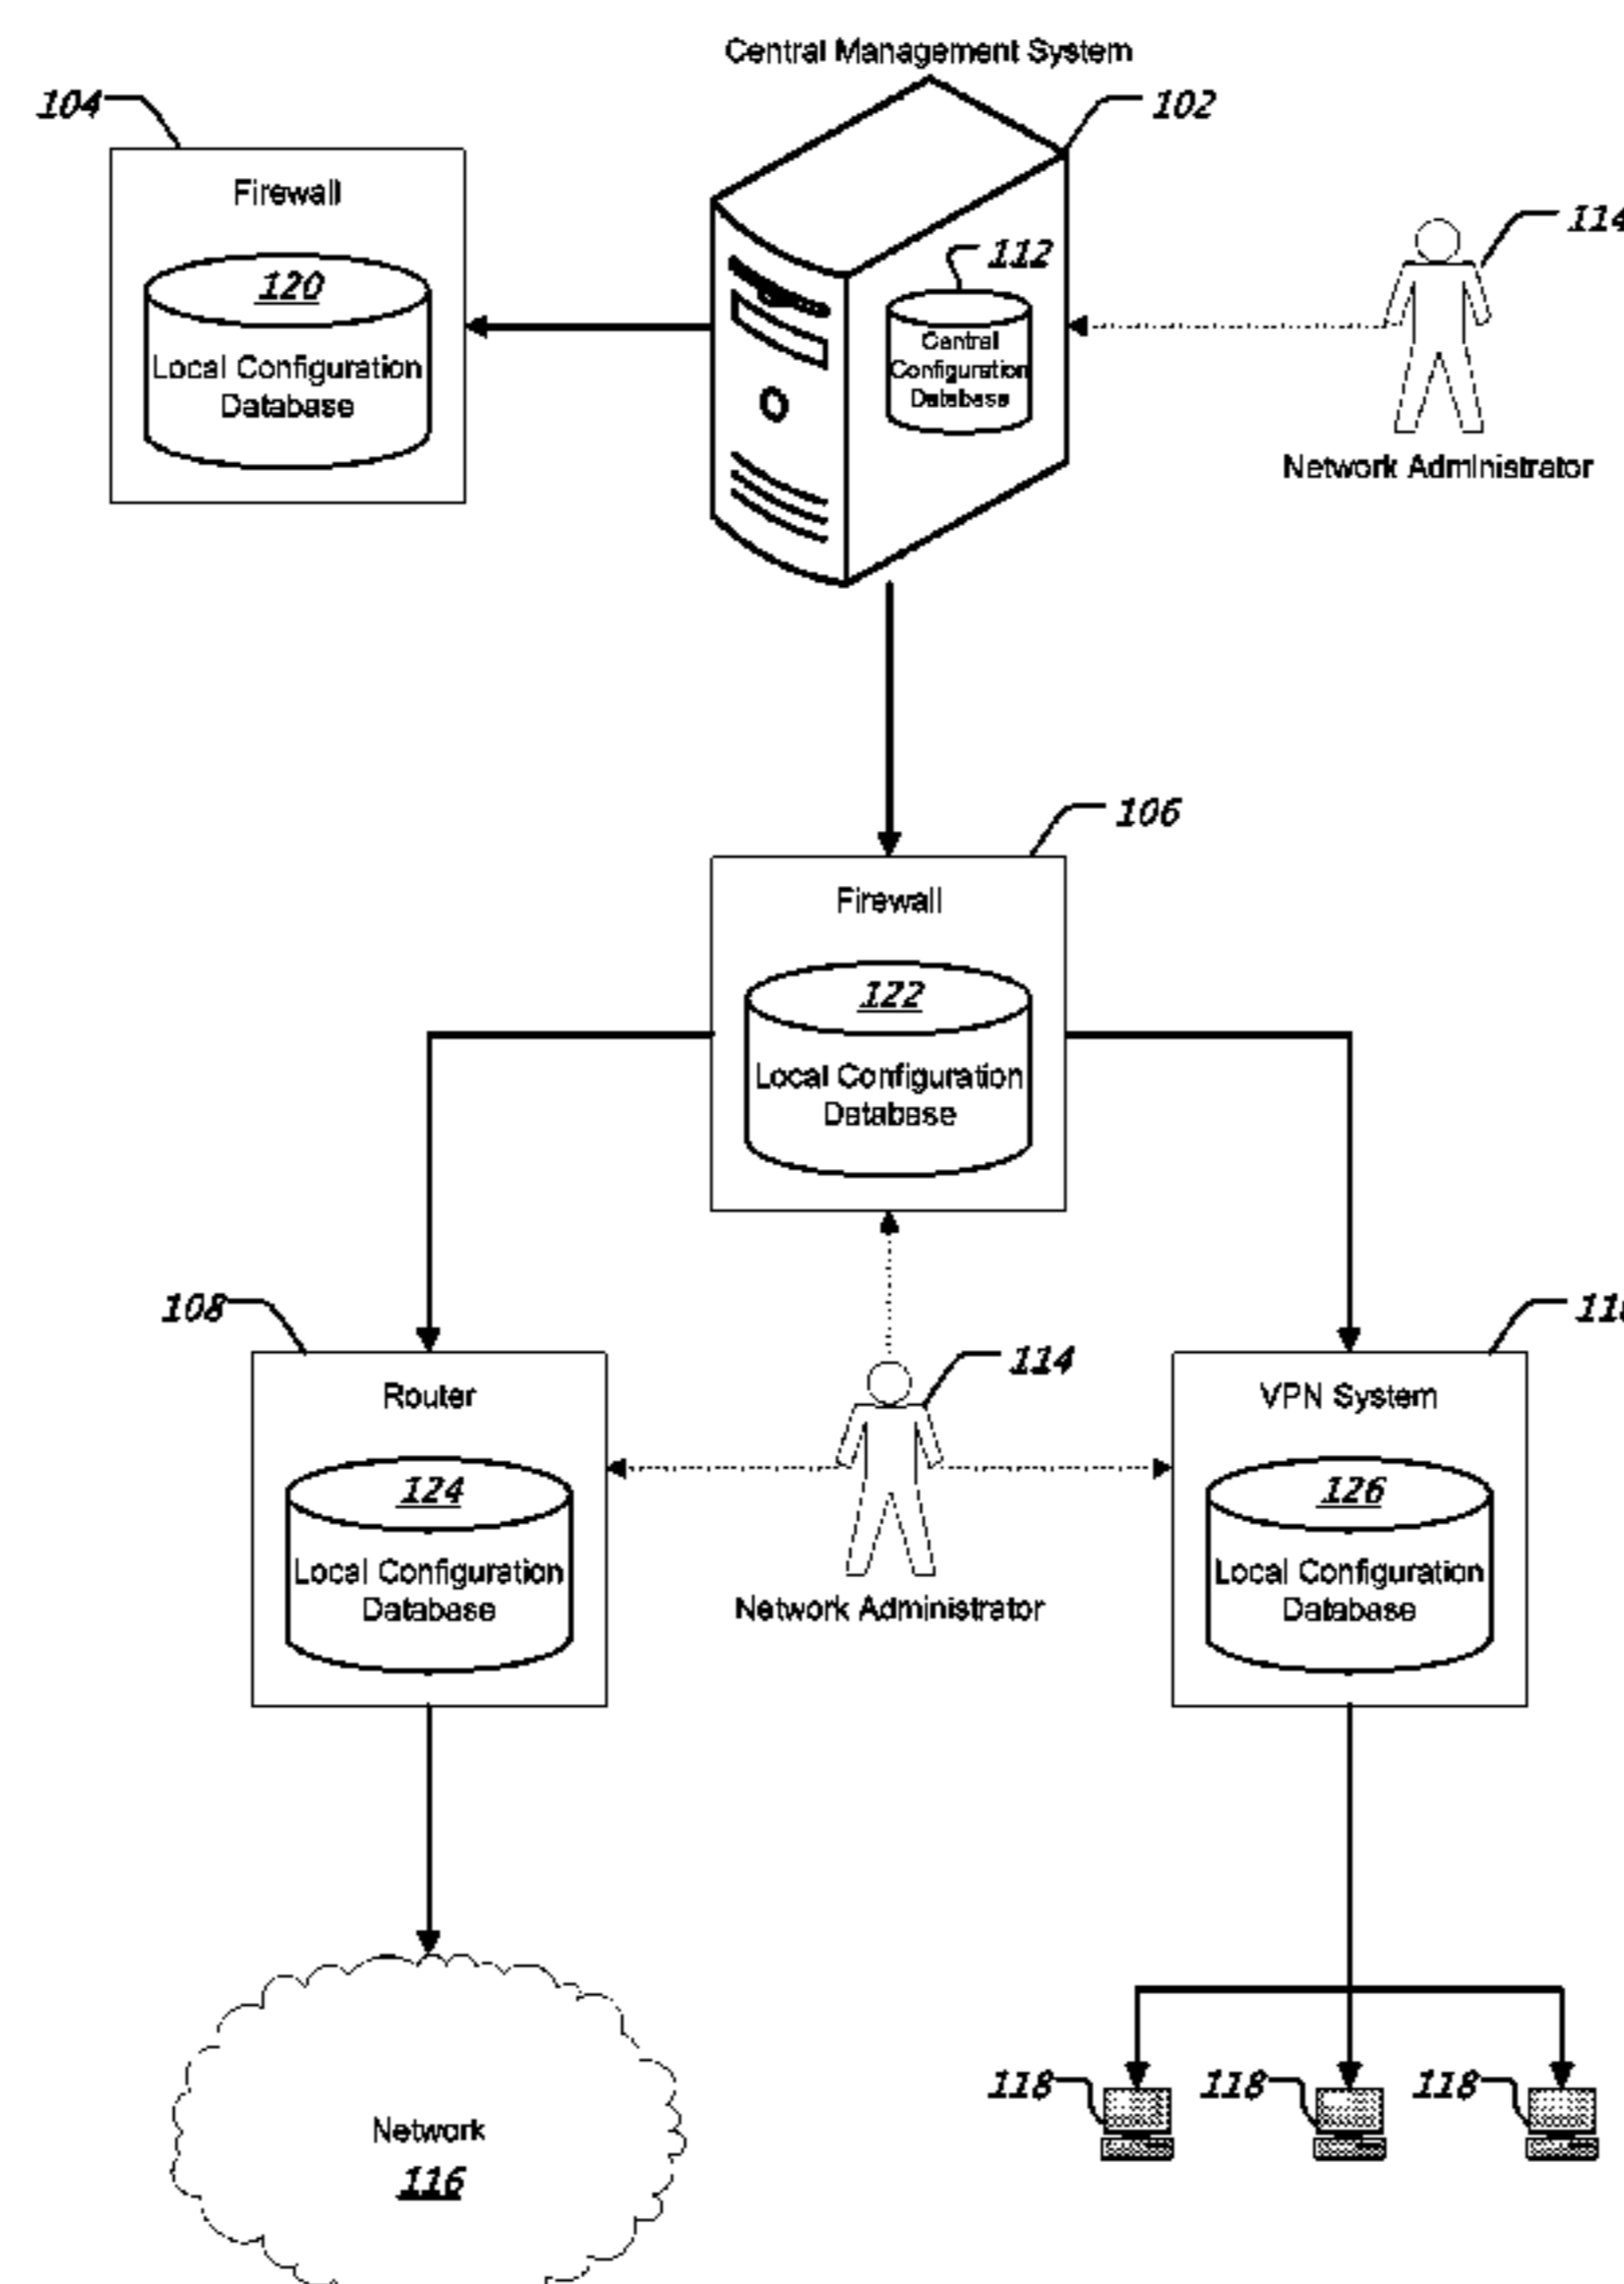 Central Management System
104
102
Firewall
114
112
120
Central
Configuration
Database
Local Configuration
Database
Network Administrator
106
Firewall
122
Local Configuration
Database
108
114
Router
VPN System
124
126
Local Configuration
Database
Local Configuration
Database
Network Administrator
118
118
118
Network
116